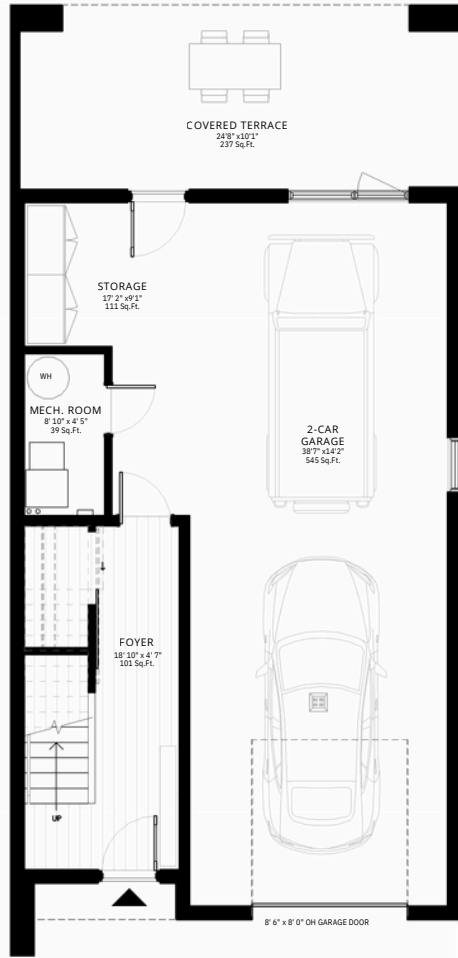 COVERED TERRACE
24'8" x10'1"
237 Sq.Ft.
STORAGE
17' 2" x9'1"
111 Sq.Ft.
WH
MECH. ROOM
8' 10" x 4' 5"
39 Sq.Ft.
2-CAR
GARAGE
38'7" x14'2"
545 Sq.Ft.
FOYER
18' 10" x 4' 7"
101 Sq.Ft.
UP
8' 6" x 8' 0" OH GARAGE DOOR